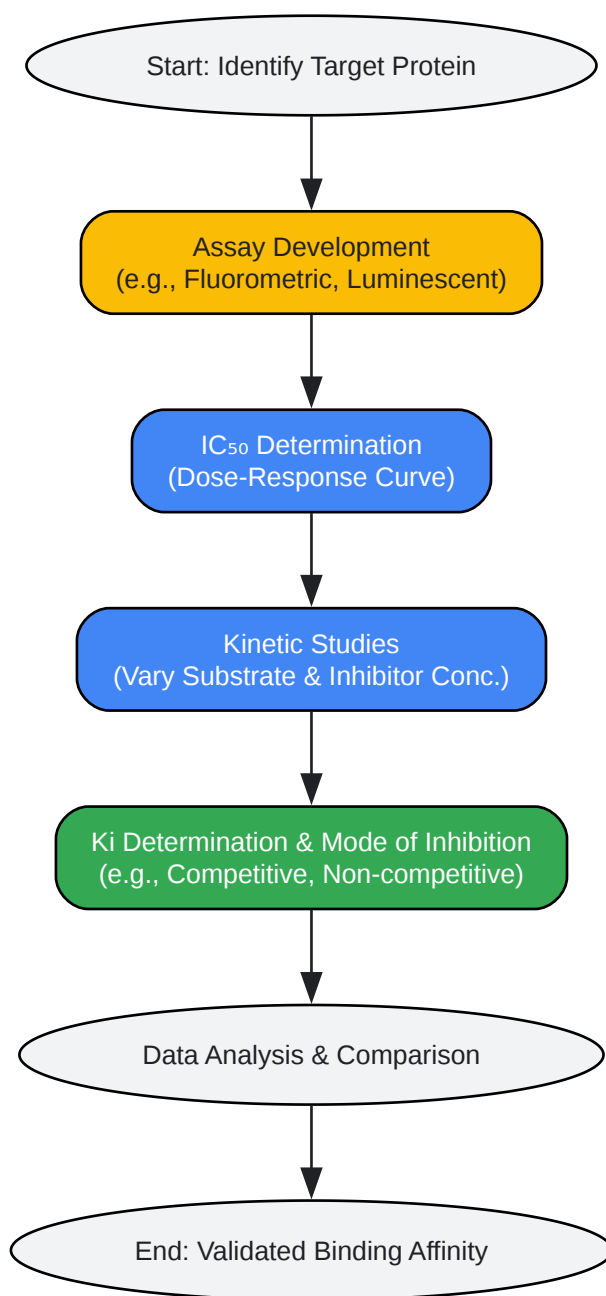 Start: Identify Target Protein
Assay Development
(e.g., Fluorometric, Luminescent)
IC₅₀ Determination
(Dose-Response Curve)
Kinetic Studies
(Vary Substrate & Inhibitor Conc.)
Ki Determination & Mode of Inhibition
(e.g., Competitive, Non-competitive)
Data Analysis & Comparison
End: Validated Binding Affinity